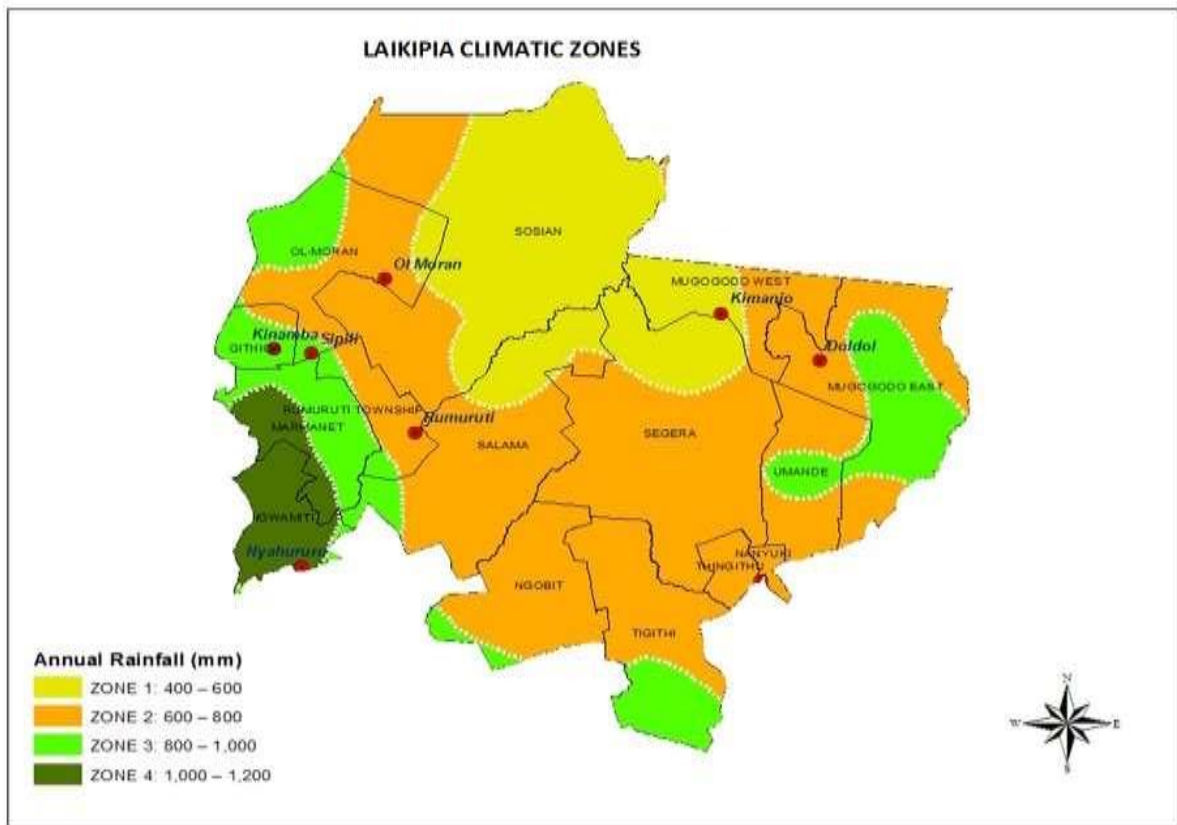 LAIKIPIA CLIMATIC ZONES
SOSIAN
OL-MORAN
Ol Moran
MUGOGODO WEST
Kimanjo
Kinamba
Sipili
GITHIGA
Doldol
MUGOGODO EAST
RUMURUTI TOWNSHIP
Rumuruti
MARMANET
SALAMA
SEGERA
UMANDE
IGWAMITI
Nyahururu
NANYUKI
THINGITHU
NGOBIT
TIGITHI
Annual Rainfall (mm)
ZONE 1: 400 – 600
ZONE 2: 600 – 800
ZONE 3: 800 – 1,000
ZONE 4: 1,000 – 1,200
N
W
E
S